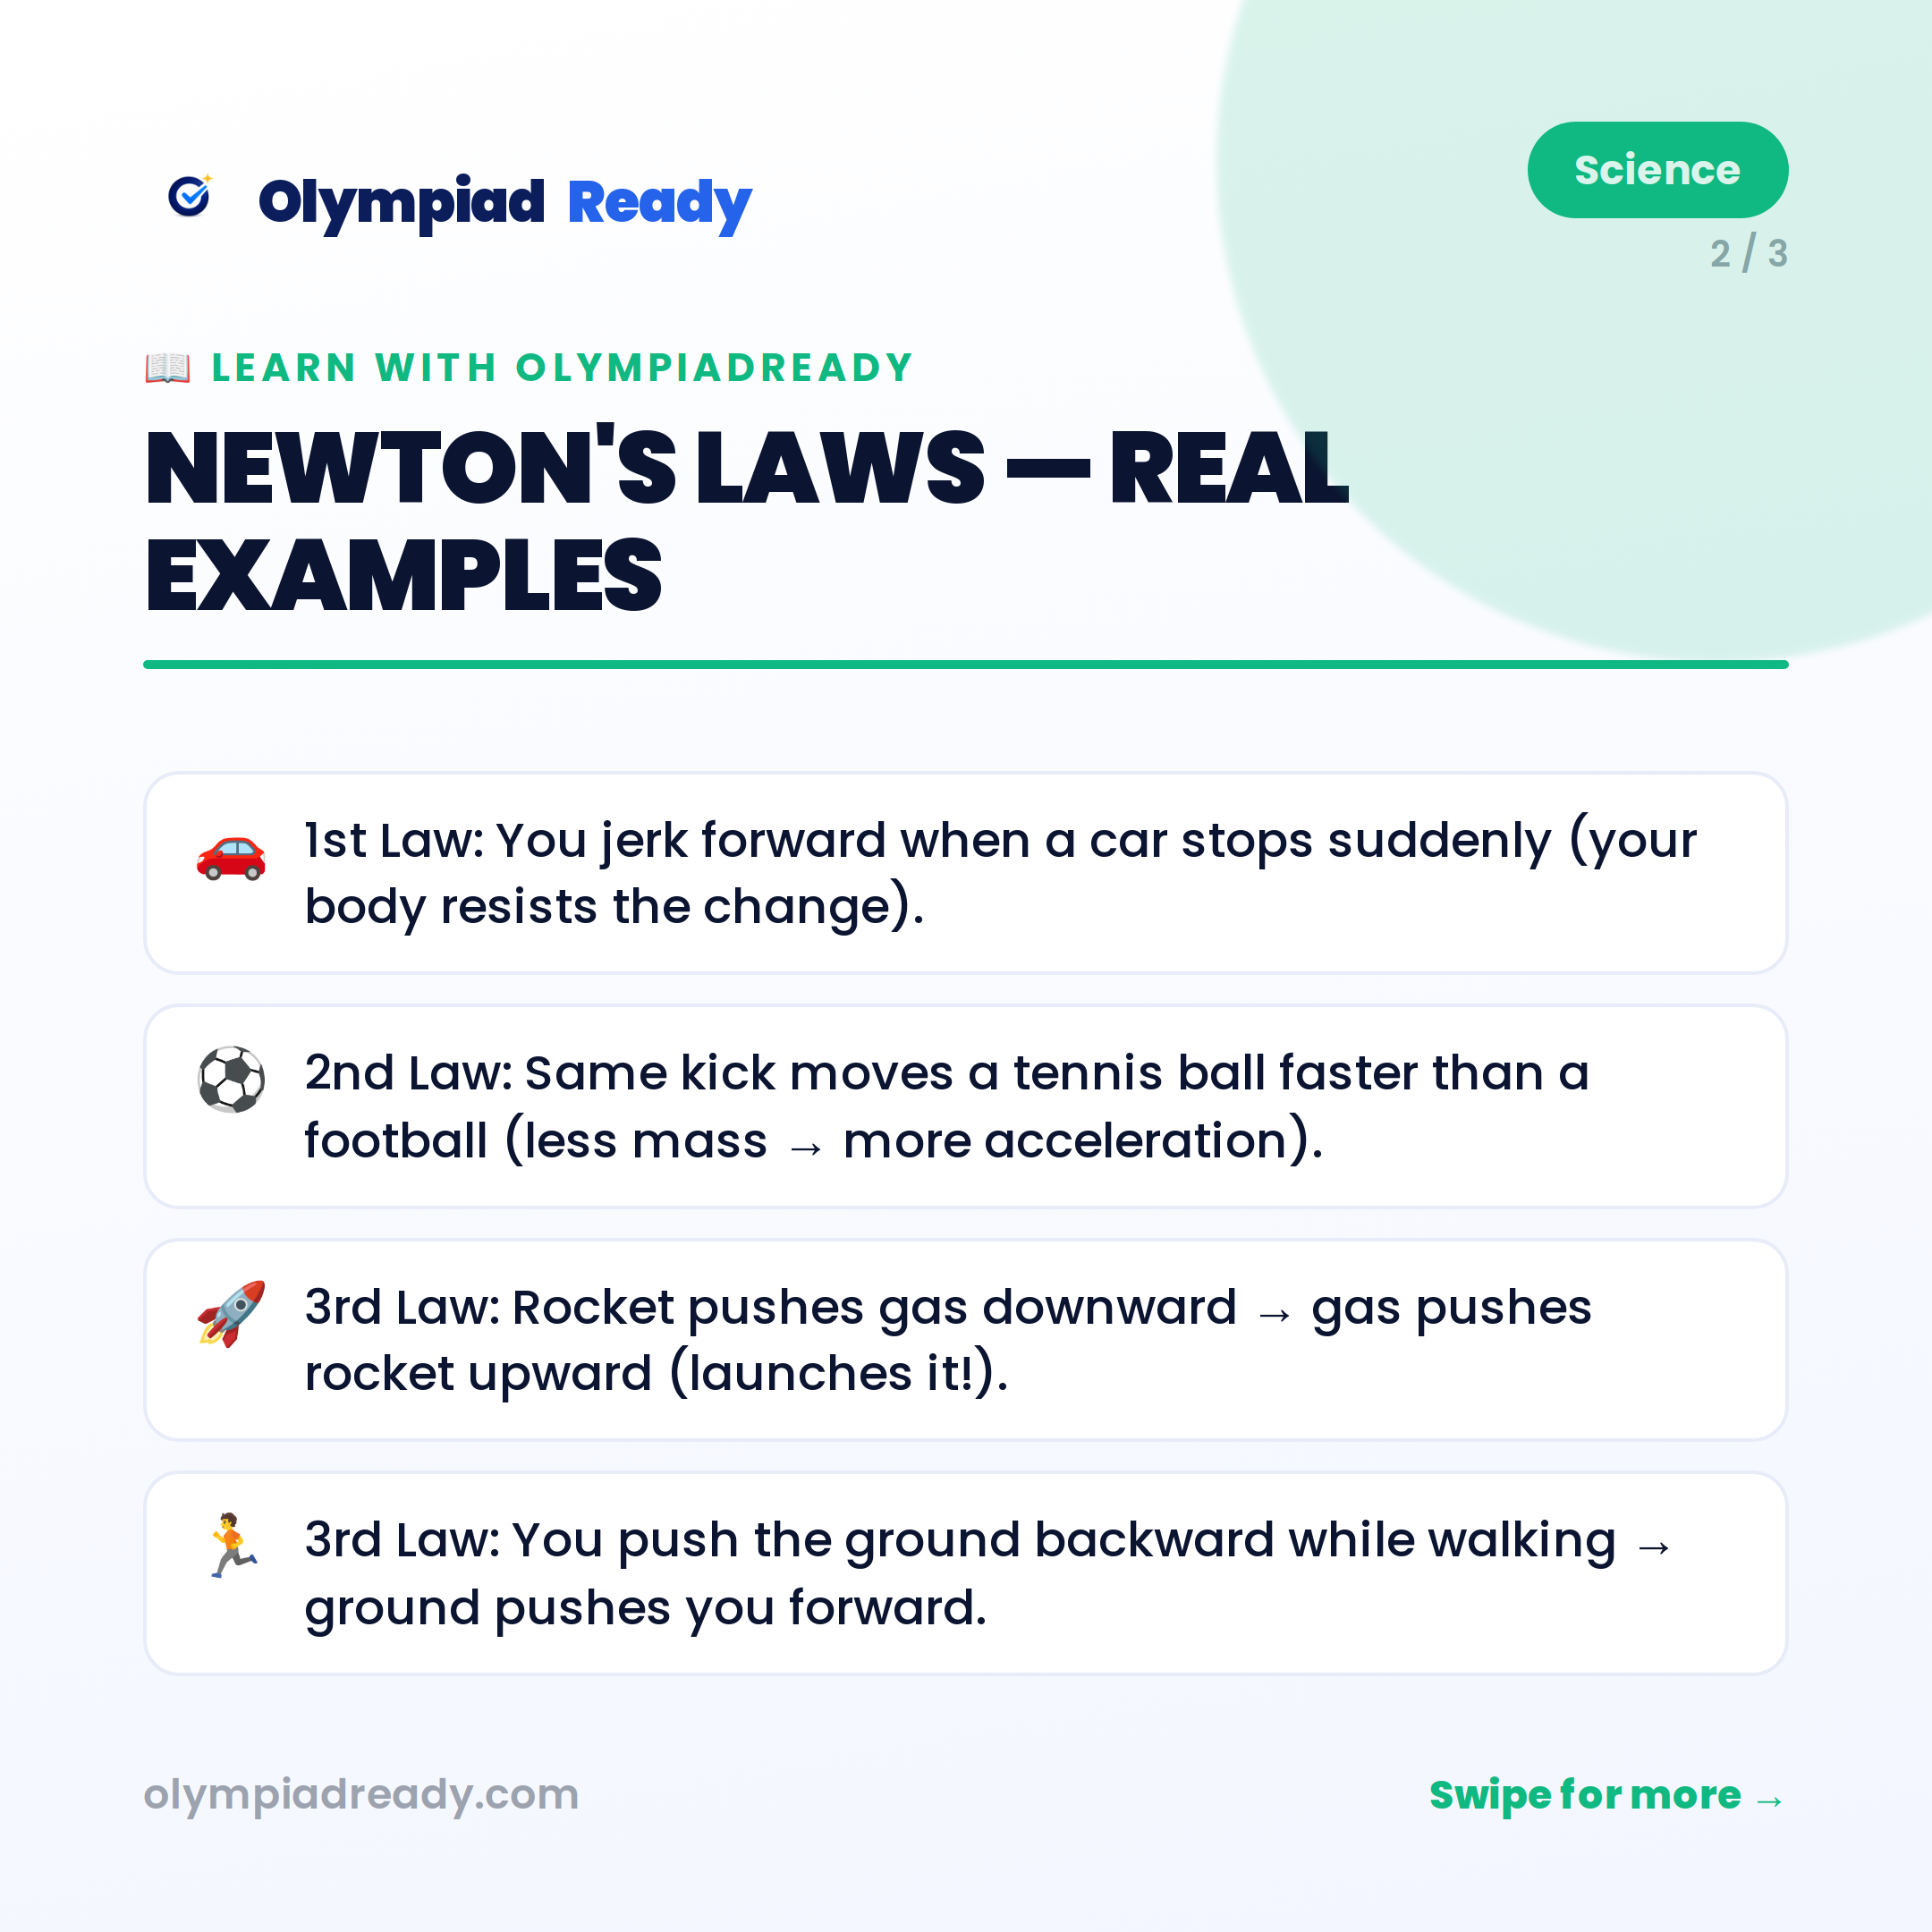 Olympiad Ready
Science
2 / 3
📖 LEARN WITH OLYMPIADREADY
NEWTON'S LAWS — REAL
EXAMPLES
🚗 1st Law: You jerk forward when a car stops suddenly (your
body resists the change).
⚽ 2nd Law: Same kick moves a tennis ball faster than a
football (less mass → more acceleration).
🚀 3rd Law: Rocket pushes gas downward → gas pushes
rocket upward (launches it!).
🏃 3rd Law: You push the ground backward while walking →
ground pushes you forward.
olympiadready.com
Swipe for more →